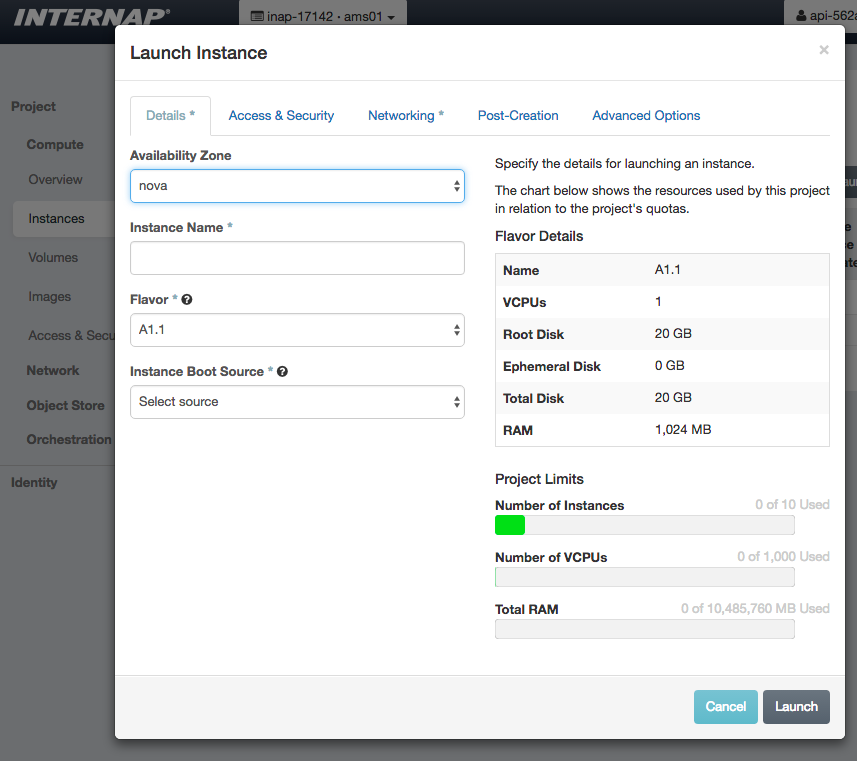 INTERNAP®
inap-17142 · ams01
api-562a
Project
Compute
Overview
Instances
Volumes
Images
Access & Secu
Network
Object Store
Orchestration
Identity
Launch Instance
×
Details *
Access & Security
Networking *
Post-Creation
Advanced Options
Availability Zone
nova
Instance Name *
Flavor *
A1.1
Instance Boot Source *
Select source
Specify the details for launching an instance.
The chart below shows the resources used by this project
in relation to the project's quotas.
Flavor Details
Name A1.1
VCPUs 1
Root Disk 20 GB
Ephemeral Disk 0 GB
Total Disk 20 GB
RAM 1,024 MB
Project Limits
Number of Instances 0 of 10 Used
Number of VCPUs 0 of 1,000 Used
Total RAM 0 of 10,485,760 MB Used
Cancel
Launch